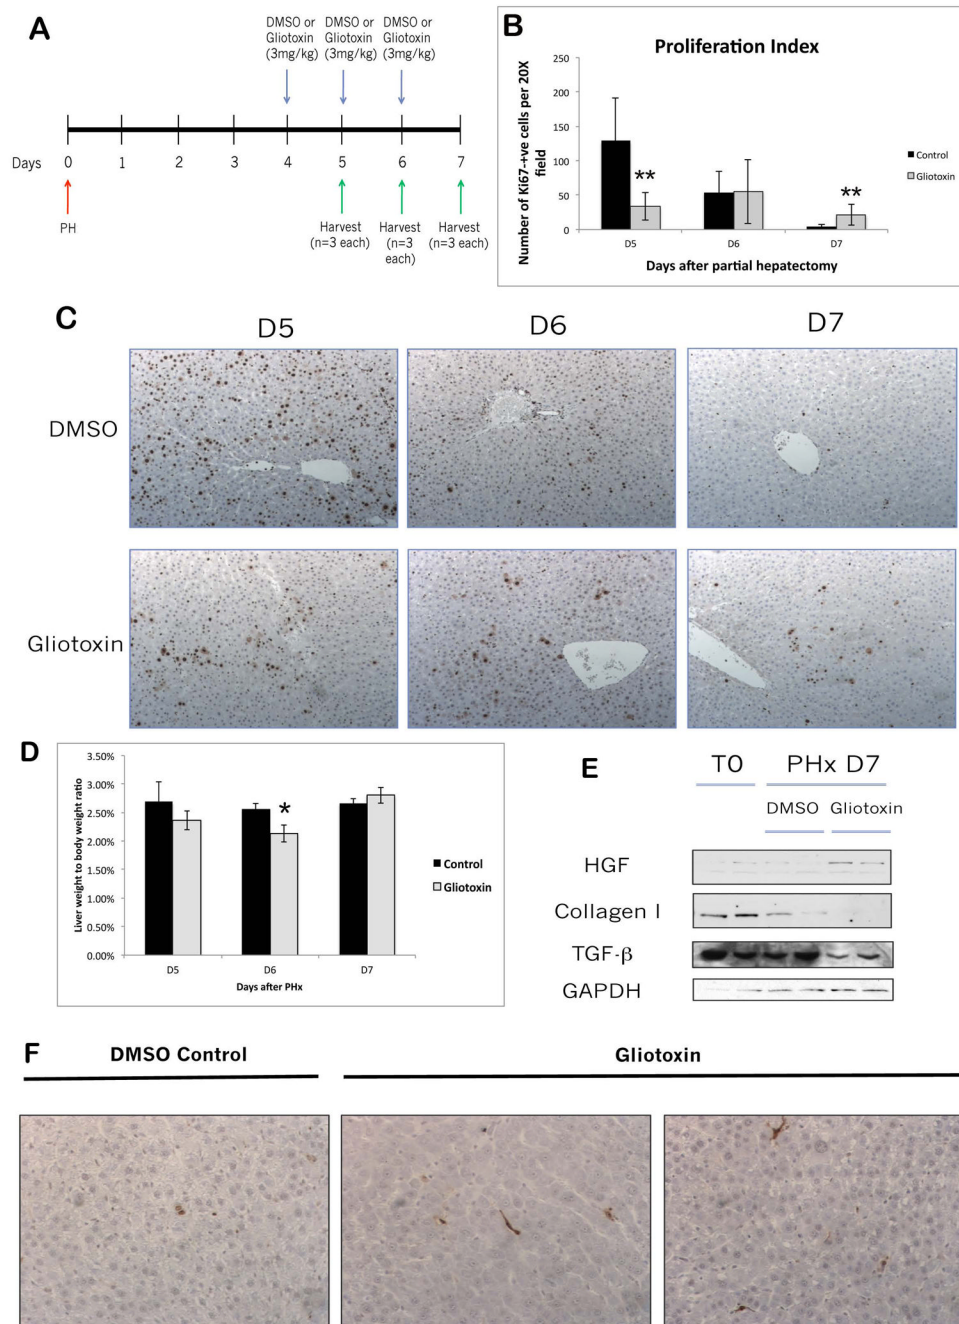 A
DMSO or
Gliotoxin
(3mg/kg)
DMSO or
Gliotoxin
(3mg/kg)
DMSO or
Gliotoxin
(3mg/kg)
Days 0 1 2 3 4 5 6 7
PH
Harvest
(n=3 each)
Harvest
(n=3
each)
Harvest
(n=3 each)
B
Proliferation Index
Number of Ki67-+ve cells per 20X
field
250
200
150
100
50
0
**
**
D5 D6 D7
Days after partial hepatectomy
Control
Gliotoxin
C
D5 D6 D7
DMSO
Gliotoxin
D
Liver weight to body weight ratio
3.50%
3.00%
2.50%
2.00%
1.50%
1.00%
0.50%
0.00%
*
D5 D6 D7
Days after PHx
Control
Gliotoxin
E
T0 PHx D7
DMSO Gliotoxin
HGF
Collagen I
TGF-β
GAPDH
F
DMSO Control Gliotoxin